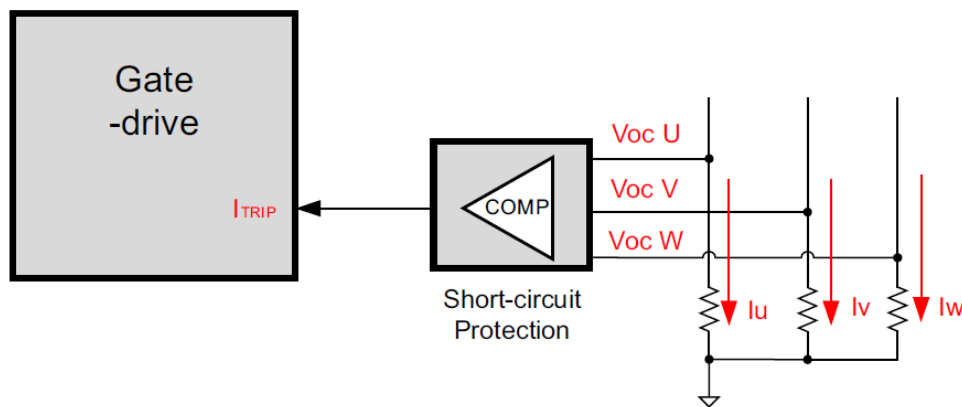 Gate
-drive
ITRIP
COMP
Voc U
Voc V
Voc W
Short-circuit
Protection
Iu
Iv
Iw